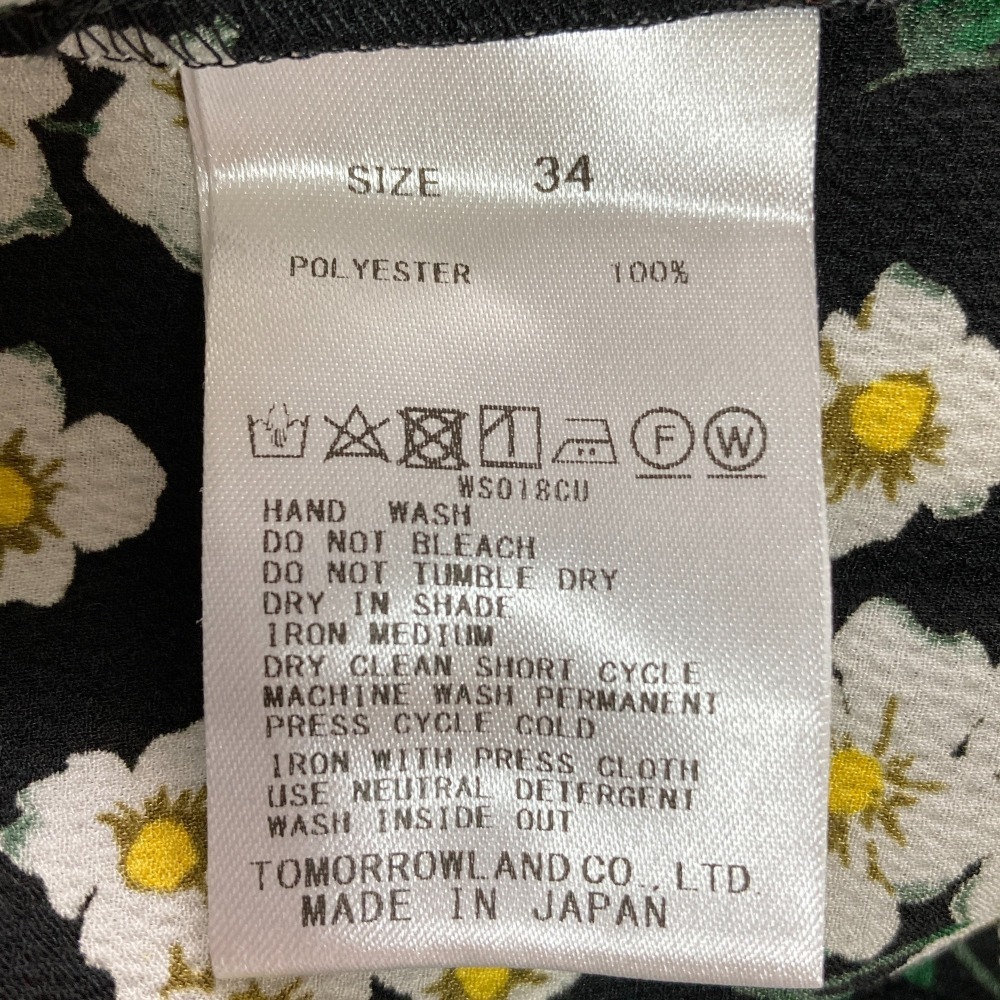 SIZE 34
POLYESTER 100%
F W
WS018CU
HAND WASH
DO NOT BLEACH
DO NOT TUMBLE DRY
DRY IN SHADE
IRON MEDIUM
DRY CLEAN SHORT CYCLE
MACHINE WASH PERMANENT
PRESS CYCLE COLD
IRON WITH PRESS CLOTH
USE NEUTRAL DETERGENT
WASH INSIDE OUT
TOMORROWLAND CO., LTD.
MADE IN JAPAN